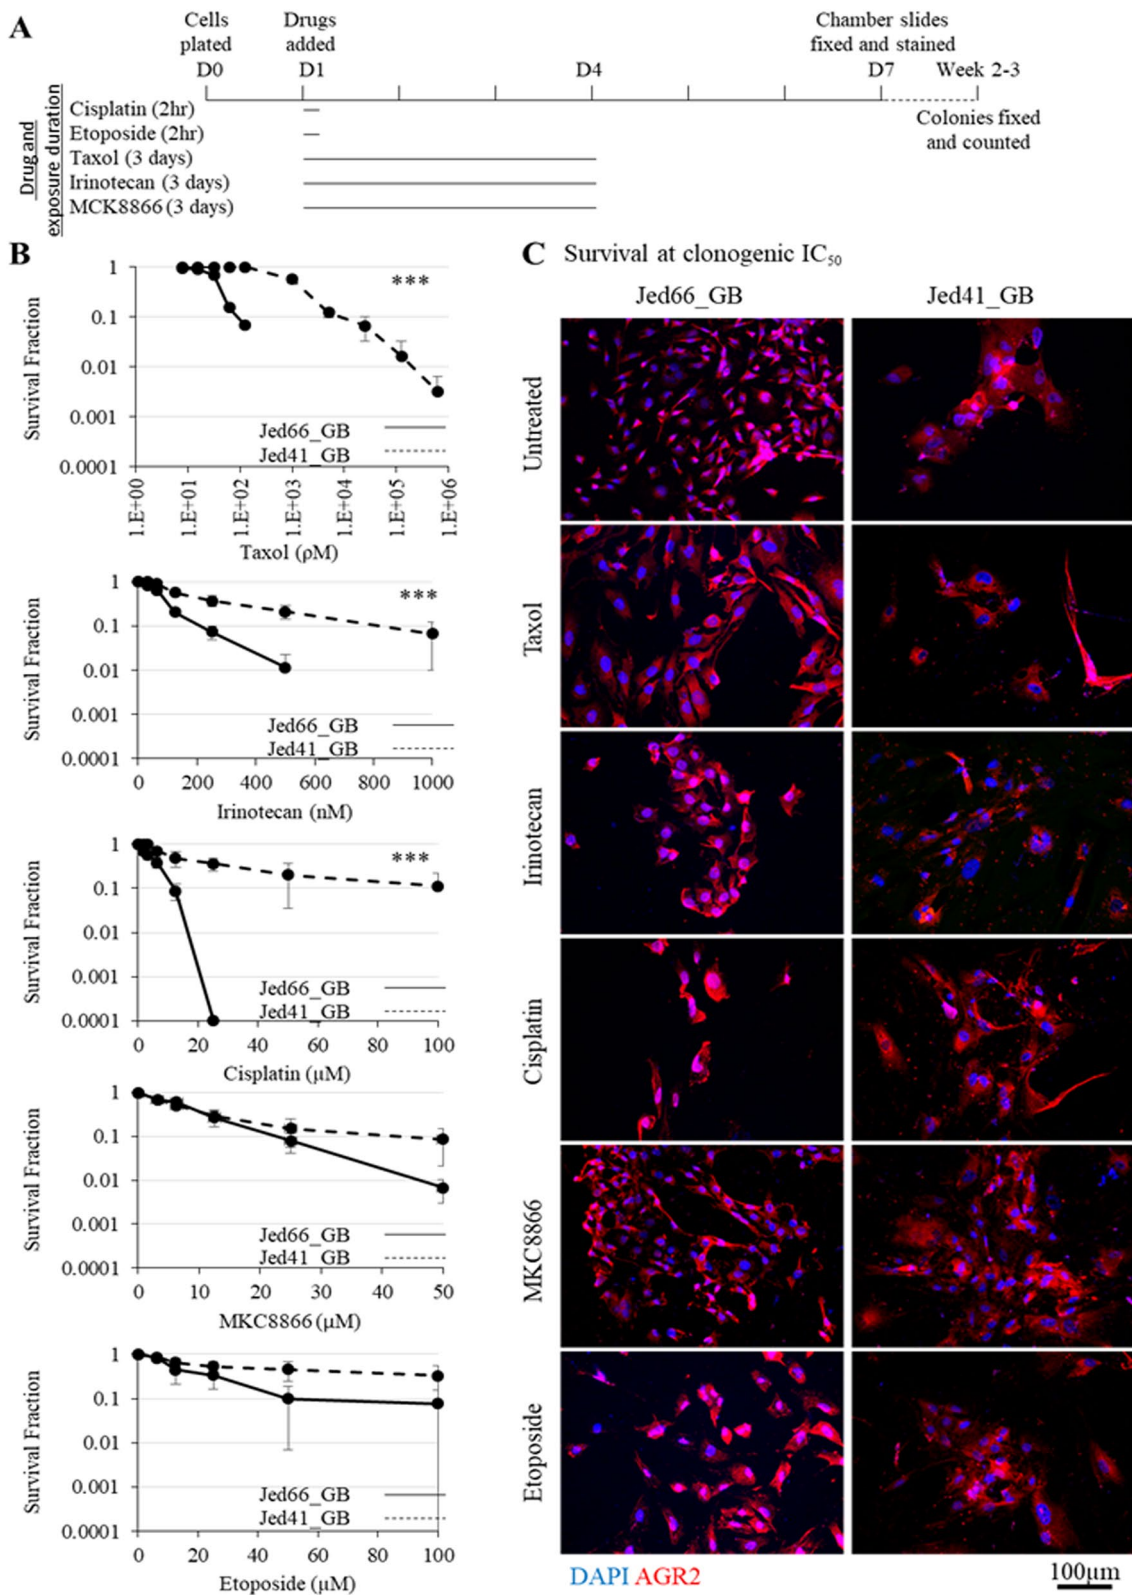 A
Cells plated
D0
Drugs added
D1
D4
Chamber slides fixed and stained
D7
Week 2-3
Colonies fixed and counted
Drug and exposure duration
Cisplatin (2hr)
Etoposide (2hr)
Taxol (3 days)
Irinotecan (3 days)
MCK8866 (3 days)
B
Survival Fraction
1
0.1
0.01
0.001
0.0001
***
Jed66_GB
Jed41_GB
1.E+00
1.E+01
1.E+02
1.E+03
1.E+04
1.E+05
1.E+06
Taxol (ρM)
Survival Fraction
1
0.1
0.01
0.001
0.0001
***
Jed66_GB
Jed41_GB
0 200 400 600 800 1000
Irinotecan (nM)
Survival Fraction
1
0.1
0.01
0.001
0.0001
***
Jed66_GB
Jed41_GB
0 20 40 60 80 100
Cisplatin (μM)
Survival Fraction
1
0.1
0.01
0.001
0.0001
Jed66_GB
Jed41_GB
0 10 20 30 40 50
MKC8866 (μM)
Survival Fraction
1
0.1
0.01
0.001
0.0001
Jed66_GB
Jed41_GB
0 20 40 60 80 100
Etoposide (μM)
C Survival at clonogenic IC₅₀
Jed66_GB Jed41_GB
Untreated
Taxol
Irinotecan
Cisplatin
MKC8866
Etoposide
DAPI AGR2
100μm